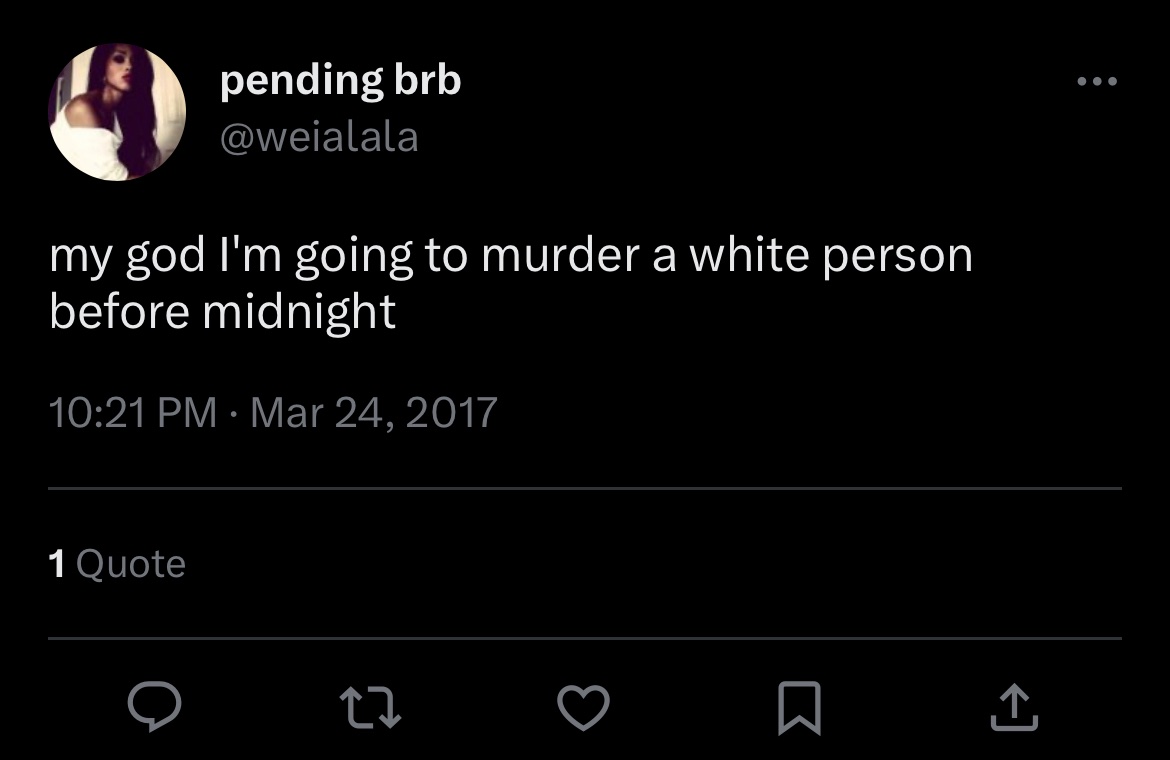 pending brb
@weialala
my god I'm going to murder a white person
before midnight
10:21 PM · Mar 24, 2017
1 Quote